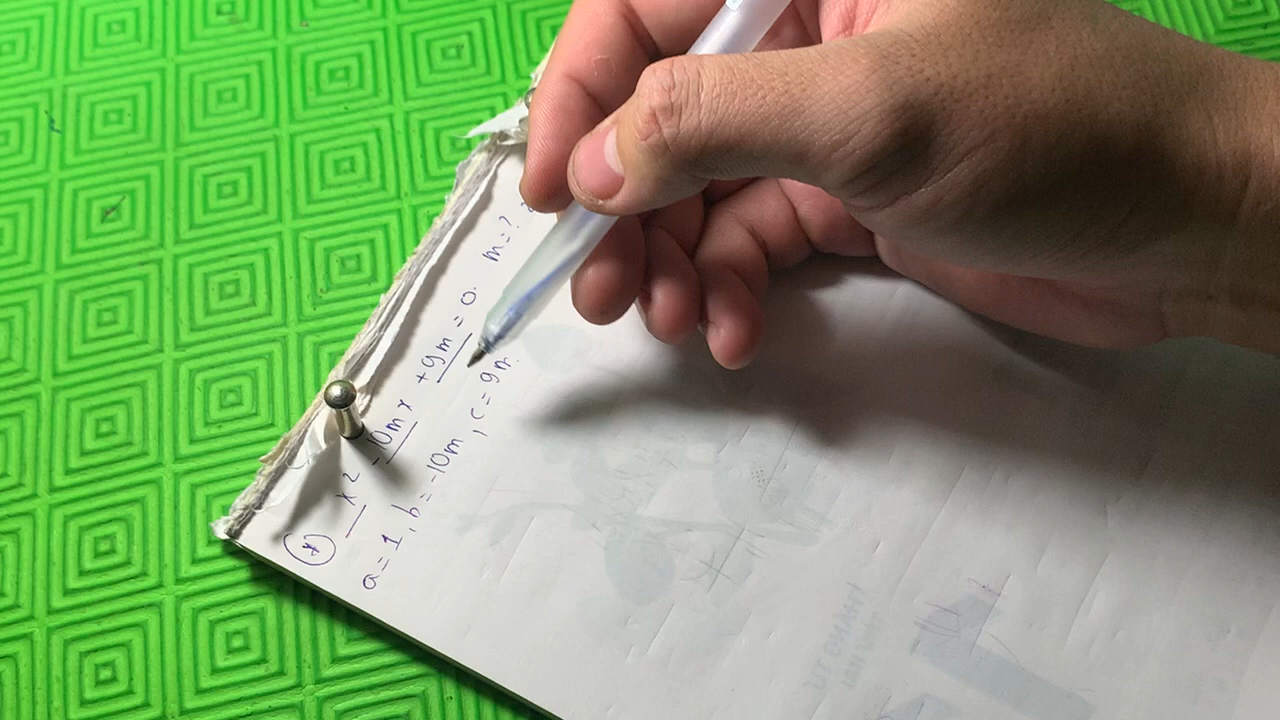 (*) x² -10mx +9m = 0. m = ?
a = 1, b = -10m, c = 9m.